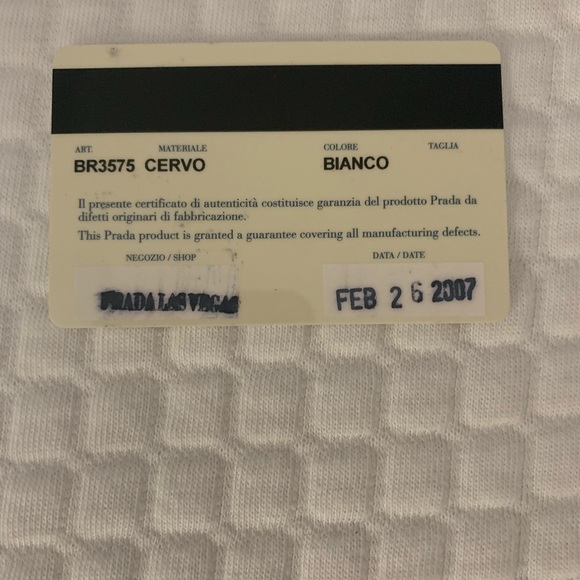 ART. MATERIALE COLORE TAGLIA
BR3575 CERVO BIANCO
Il presente certificato di autenticità costituisce garanzia del prodotto Prada da
difetti originari di fabbricazione.
This Prada product is granted a guarantee covering all manufacturing defects.
NEGOZIO / SHOP DATA / DATE
PRADA LAS VEGAS FEB 26 2007